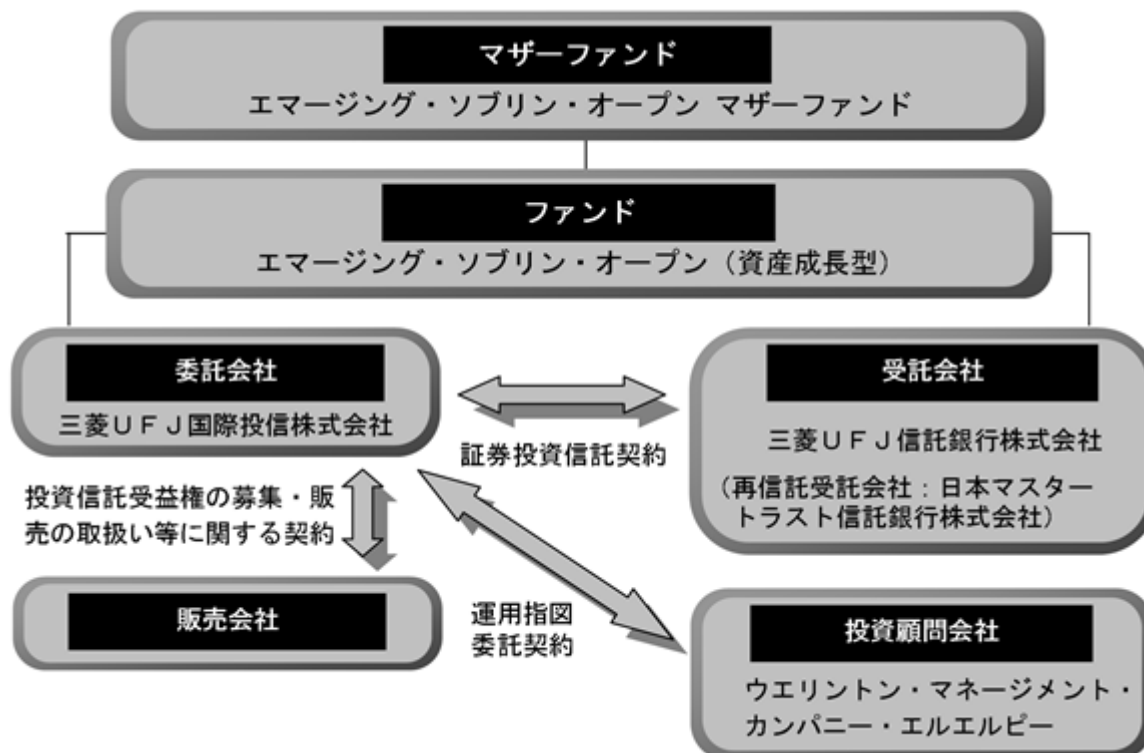 マザーファンド
エマージング・ソブリン・オープン マザーファンド
ファンド
エマージング・ソブリン・オープン（資産成長型）
委託会社
三菱ＵＦＪ国際投信株式会社
受託会社
三菱ＵＦＪ信託銀行株式会社
（再信託受託会社：日本マスター
トラスト信託銀行株式会社）
証券投資信託契約
投資信託受益権の募集・販
売の取扱い等に関する契約
販売会社
運用指図
委託契約
投資顧問会社
ウエリントン・マネージメント・
カンパニー・エルエルピー